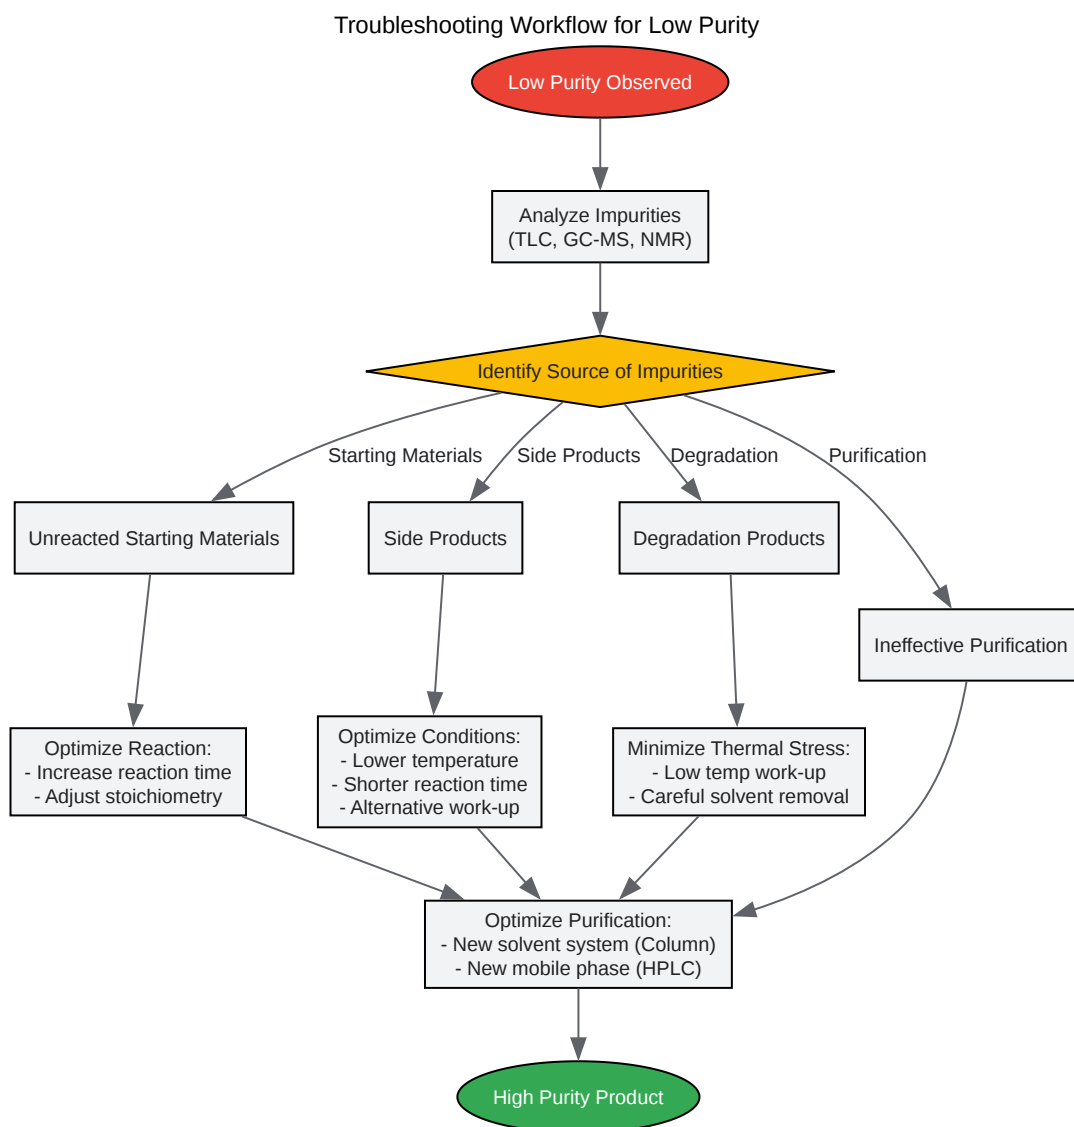 Troubleshooting Workflow for Low Purity
Low Purity Observed
Analyze Impurities
(TLC, GC-MS, NMR)
Identify Source of Impurities
Starting Materials
Side Products
Degradation
Purification
Unreacted Starting Materials
Side Products
Degradation Products
Ineffective Purification
Optimize Reaction:
- Increase reaction time
- Adjust stoichiometry
Optimize Conditions:
- Lower temperature
- Shorter reaction time
- Alternative work-up
Minimize Thermal Stress:
- Low temp work-up
- Careful solvent removal
Optimize Purification:
- New solvent system (Column)
- New mobile phase (HPLC)
High Purity Product